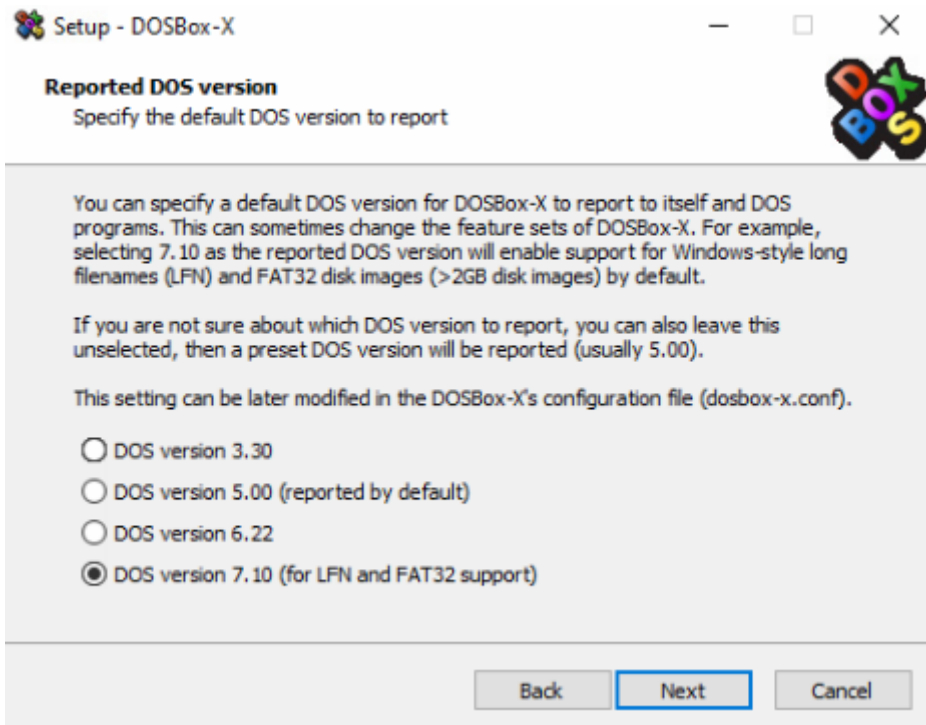 Setup - DOSBox-X
Reported DOS version
Specify the default DOS version to report
D
BOX
S
You can specify a default DOS version for DOSBox-X to report to itself and DOS
programs. This can sometimes change the feature sets of DOSBox-X. For example,
selecting 7.10 as the reported DOS version will enable support for Windows-style long
filenames (LFN) and FAT32 disk images (>2GB disk images) by default.
If you are not sure about which DOS version to report, you can also leave this
unselected, then a preset DOS version will be reported (usually 5.00).
This setting can be later modified in the DOSBox-X's configuration file (dosbox-x.conf).
DOS version 3.30
DOS version 5.00 (reported by default)
DOS version 6.22
DOS version 7.10 (for LFN and FAT32 support)
Back Next Cancel